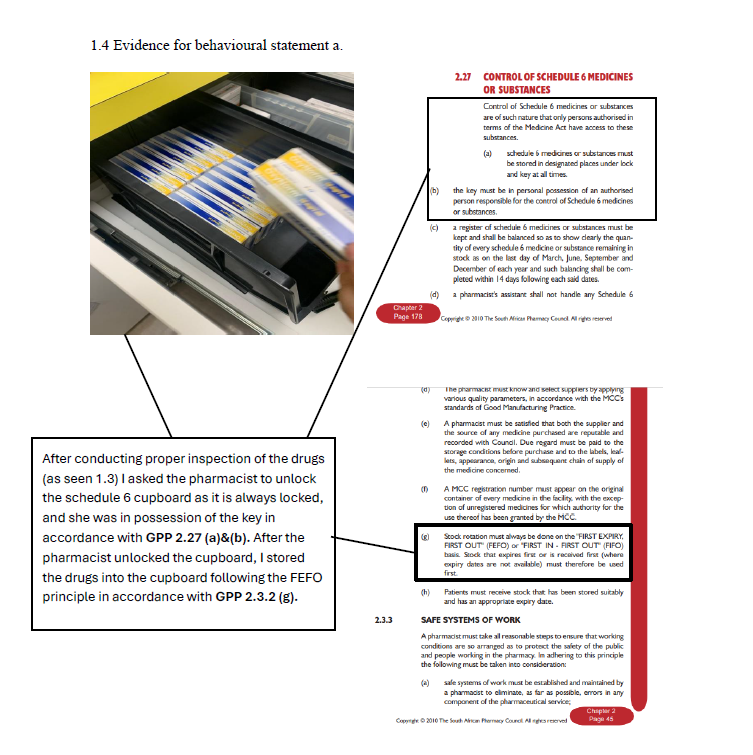 1.4 Evidence for behavioural statement a.
2.27 CONTROL OF SCHEDULE 6 MEDICINES
OR SUBSTANCES
Control of Schedule 6 medicines or substances
are of such nature that only persons authorised in
terms of the Medicine Act have access to these
substances.
(a) schedule 6 medicines or substances must
be stored in designated places under lock
and key at all times.
(b) the key must be in personal possession of an authorised
person responsible for the control of Schedule 6 medicines
or substances.
(c) a register of schedule 6 medicines or substances must be
kept and shall be balanced so as to show clearly the quan-
tity of every schedule 6 medicine or substance remaining in
stock as on the last day of March, June, September and
December of each year and such balancing shall be com-
pleted within 14 days following each said dates.
(d) a pharmacist's assistant shall not handle any Schedule 6
Chapter 2
Page 178
Copyright © 2010 The South African Pharmacy Council. All rights reserved
After conducting proper inspection of the drugs
(as seen 1.3) I asked the pharmacist to unlock
the schedule 6 cupboard as it is always locked,
and she was in possession of the key in
accordance with GPP 2.27 (a)&(b). After the
pharmacist unlocked the cupboard, I stored
the drugs into the cupboard following the FEFO
principle in accordance with GPP 2.3.2 (g).
(d) The pharmacist must know and select suppliers by applying
various quality parameters, in accordance with the MCC's
standards of Good Manufacturing Practice.
(e) A pharmacist must be satisfied that both the supplier and
the source of any medicine purchased are reputable and
recorded with Council. Due regard must be paid to the
storage conditions before purchase and to the labels, leaf-
lets, appearance, origin and subsequent chain of supply of
the medicine concerned.
(f) A MCC registration number must appear on the original
container of every medicine in the facility, with the excep-
tion of unregistered medicines for which authority for the
use thereof has been granted by the MCC.
(g) Stock rotation must always be done on the "FIRST EXPIRY,
FIRST OUT" (FEFO) or "FIRST IN - FIRST OUT" (FIFO)
basis. Stock that expires first or is received first (where
expiry dates are not available) must therefore be used
first.
(h) Patients must receive stock that has been stored suitably
and has an appropriate expiry date.
2.3.3 SAFE SYSTEMS OF WORK
A pharmacist must take all reasonable steps to ensure that working
conditions are so arranged as to protect the safety of the public
and people working in the pharmacy. In adhering to this principle
the following must be taken into consideration:
(a) safe systems of work must be established and maintained by
a pharmacist to eliminate, as far as possible, errors in any
component of the pharmaceutical service;
Chapter 2
Page 45
Copyright © 2010 The South African Pharmacy Council. All rights reserved